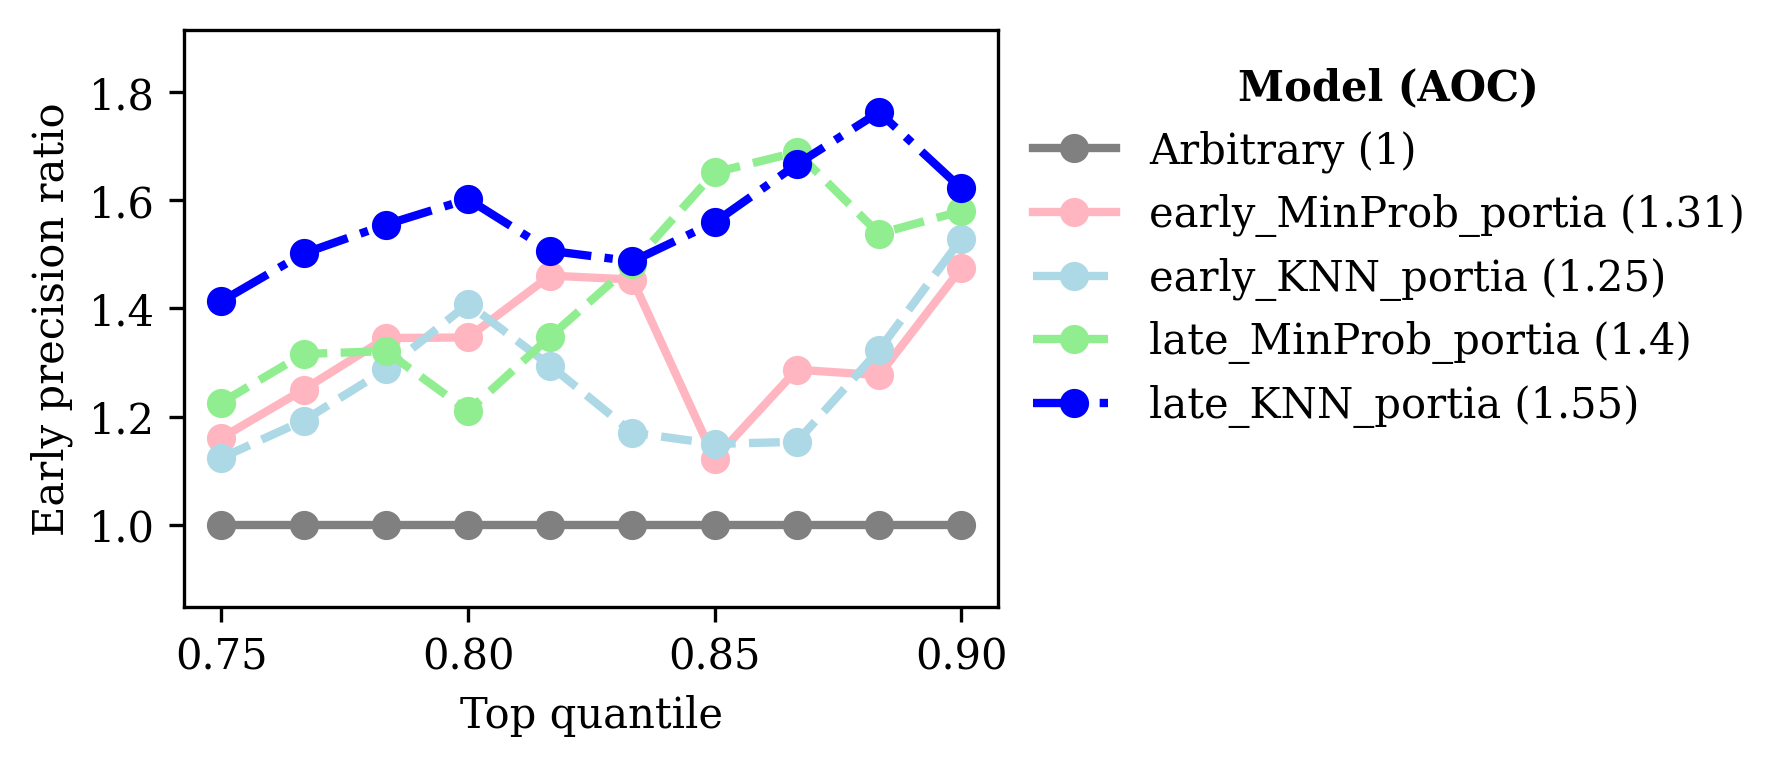 Early precision ratio
1.8
1.6
1.4
1.2
1.0
0.75 0.80 0.85 0.90
Top quantile
Model (AOC)
Arbitrary (1)
early_MinProb_portia (1.31)
early_KNN_portia (1.25)
late_MinProb_portia (1.4)
late_KNN_portia (1.55)